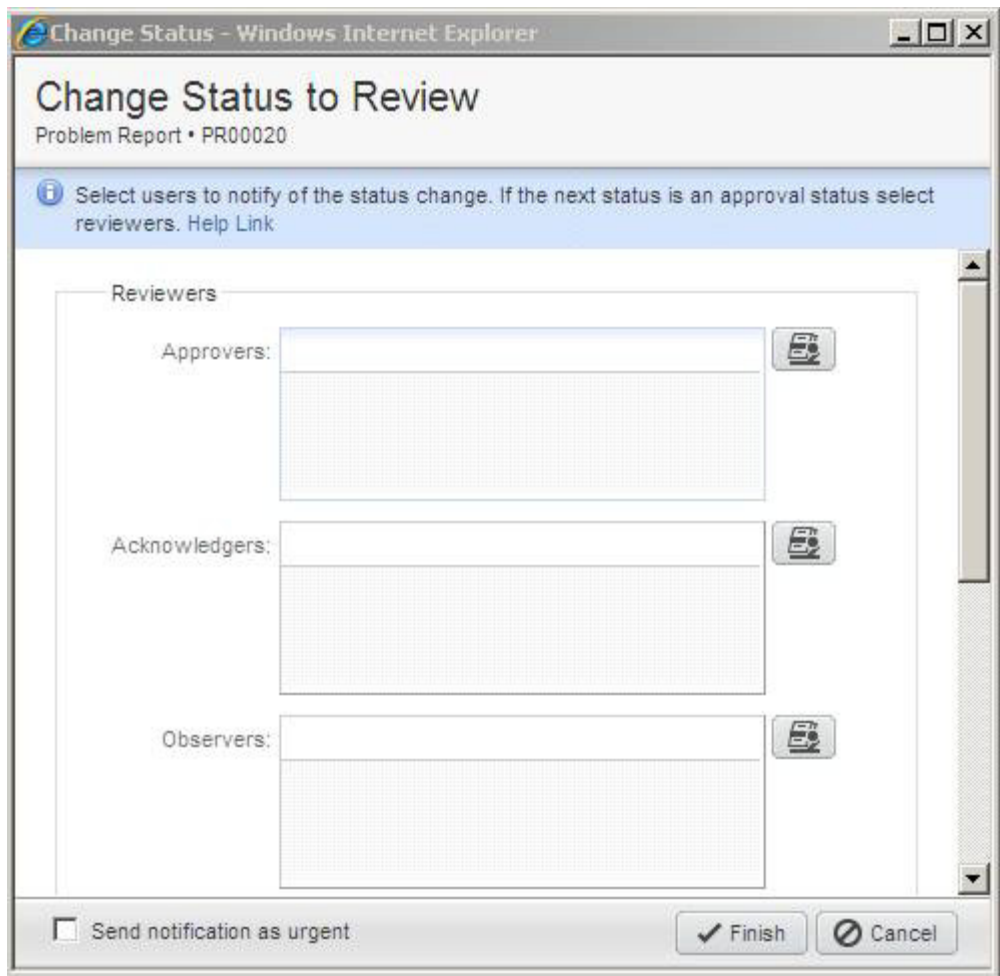 Change Status - Windows Internet Explorer
Change Status to Review
Problem Report • PR00020
Select users to notify of the status change. If the next status is an approval status select
reviewers. Help Link
Reviewers
Approvers:
Acknowledgers:
Observers:
Send notification as urgent
Finish
Cancel